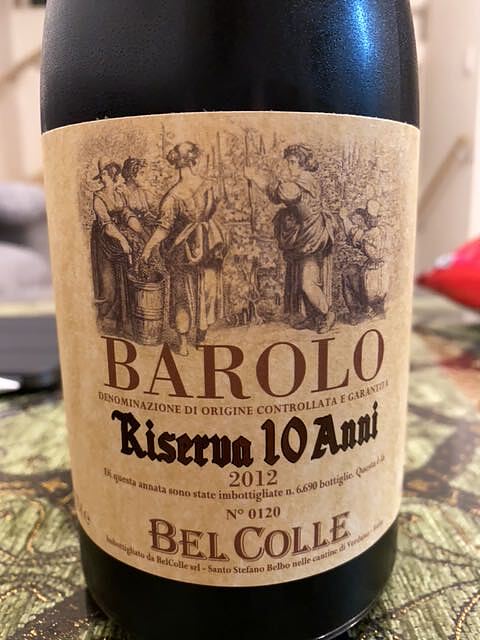 BAROLO
DENOMINAZIONE DI ORIGINE CONTROLLATA E GARANTITA
Riserva 10 Anni
2012
Di questa annata sono state imbottigliate n. 6.690 bottiglie. Questa è la
N° 0120
BEL COLLE
Imbottigliato da BelColle srl - Santo Stefano Belbo nelle cantine di Verduno - Italia